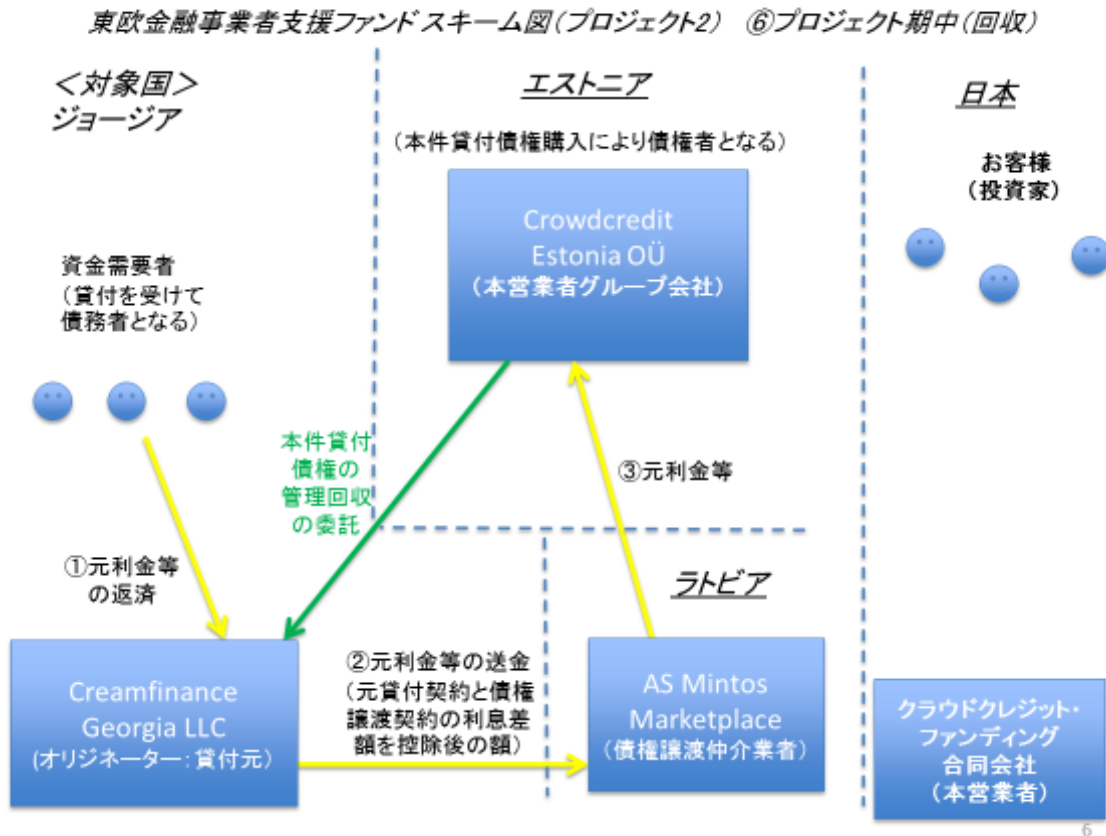 東欧金融事業者支援ファンド スキーム図(プロジェクト2) ⑥プロジェクト期中(回収)
<対象国>
ジョージア
エストニア
日本
(本件貸付債権購入により債権者となる)
お客様
(投資家)
Crowdcredit
Estonia OÜ
(本営業者グループ会社)
資金需要者
(貸付を受けて
債務者となる)
本件貸付
債権の
管理回収
の委託
③元利金等
①元利金等
の返済
ラトビア
②元利金等の送金
(元貸付契約と債権
譲渡契約の利息差
額を控除後の額)
Creamfinance
Georgia LLC
(オリジネーター:貸付元)
AS Mintos
Marketplace
(債権譲渡仲介業者)
クラウドクレジット・
ファンディング
合同会社
(本営業者)
6